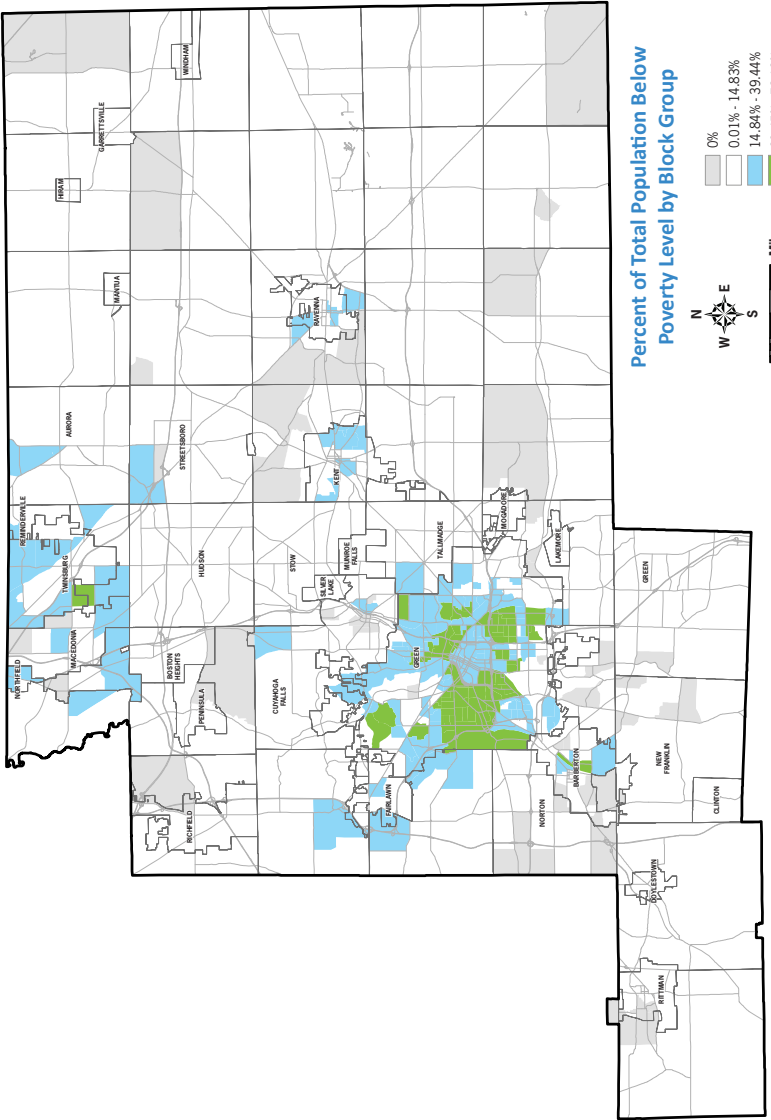 Percent of Total Population Below
Poverty Level by Block Group
0%
0.01% - 14.83%
14.84% - 39.44%
N
W
E
S
NORTHFIELD
MACEDONIA
TWINSBURG
REMINDERVILLE
AURORA
MANTUA
HIRAM
GARRETTSVILLE
WINDHAM
RICHFIELD
PENINSULA
BOSTON
HEIGHTS
HUDSON
STREETSBORO
CUYAHOGA
FALLS
STOW
SILVER
LAKE
MUNROE
FALLS
KENT
RAVENNA
FAIRLAWN
GREEN
TALLMADGE
MOGADORE
NORTON
BARBERTON
LAKEMORE
DOYLESTOWN
RITTMAN
CLINTON
NEW
FRANKLIN
GREEN